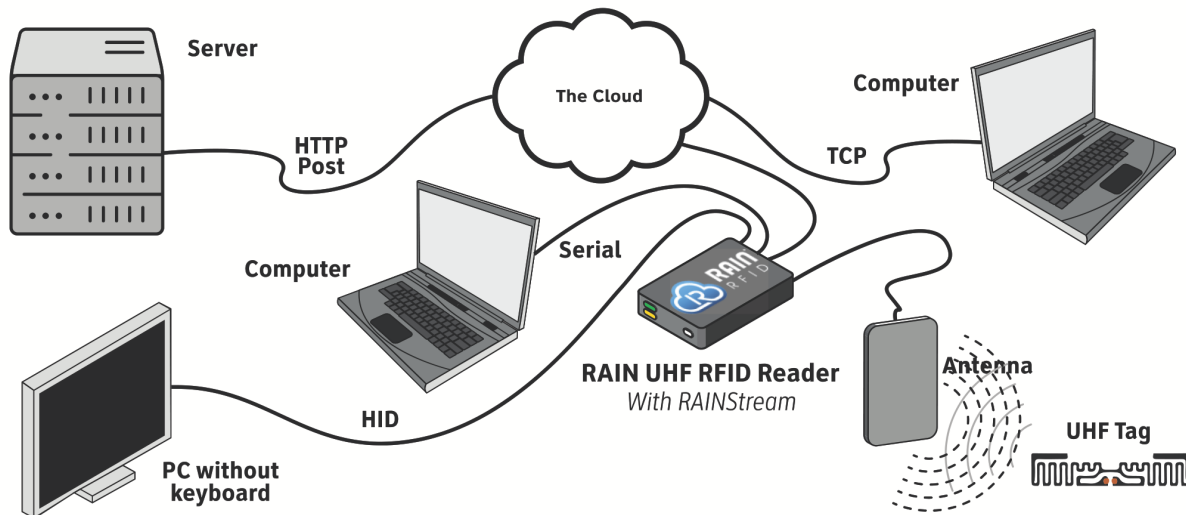 Server
The Cloud
Computer
HTTP
Post
TCP
Computer
Serial
RAIN
RFID
R
RAIN UHF RFID Reader
With RAINStream
Antenna
HID
UHF Tag
PC without
keyboard